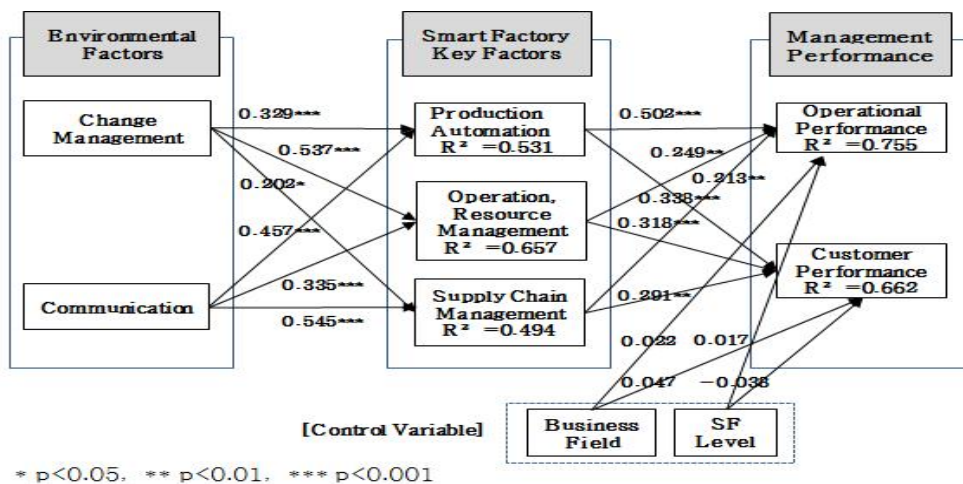 Environmental
Factors
Smart Factory
Key Factors
Management
Performance
Change
Management
0.329***
Production
Automation
R² =0.531
0.502***
Operational
Performance
R² =0.755
0.537***
0.249**
0.213**
0.202*
0.338***
Operation,
Resource
Management
R² =0.657
0.457***
0.318***
Customer
Performance
R² =0.662
Communication
0.335***
0.545***
Supply Chain
Management
R² =0.494
0.291**
0.022
0.017
0.047
-0.038
[Control Variable]
Business
Field
SF
Level
* p<0.05, ** p<0.01, *** p<0.001